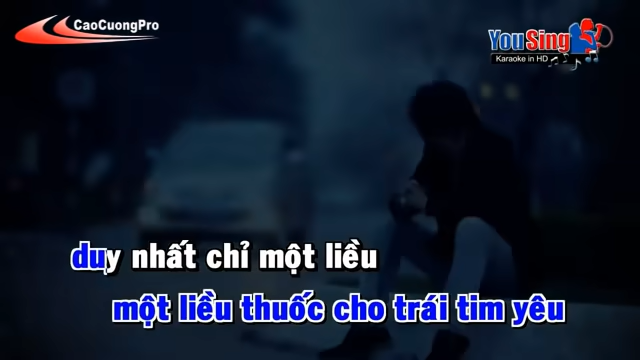 CaoCuongPro
YouSing
Karaoke in HD
duy nhất chỉ một liều
một liều thuốc cho trái tim yêu